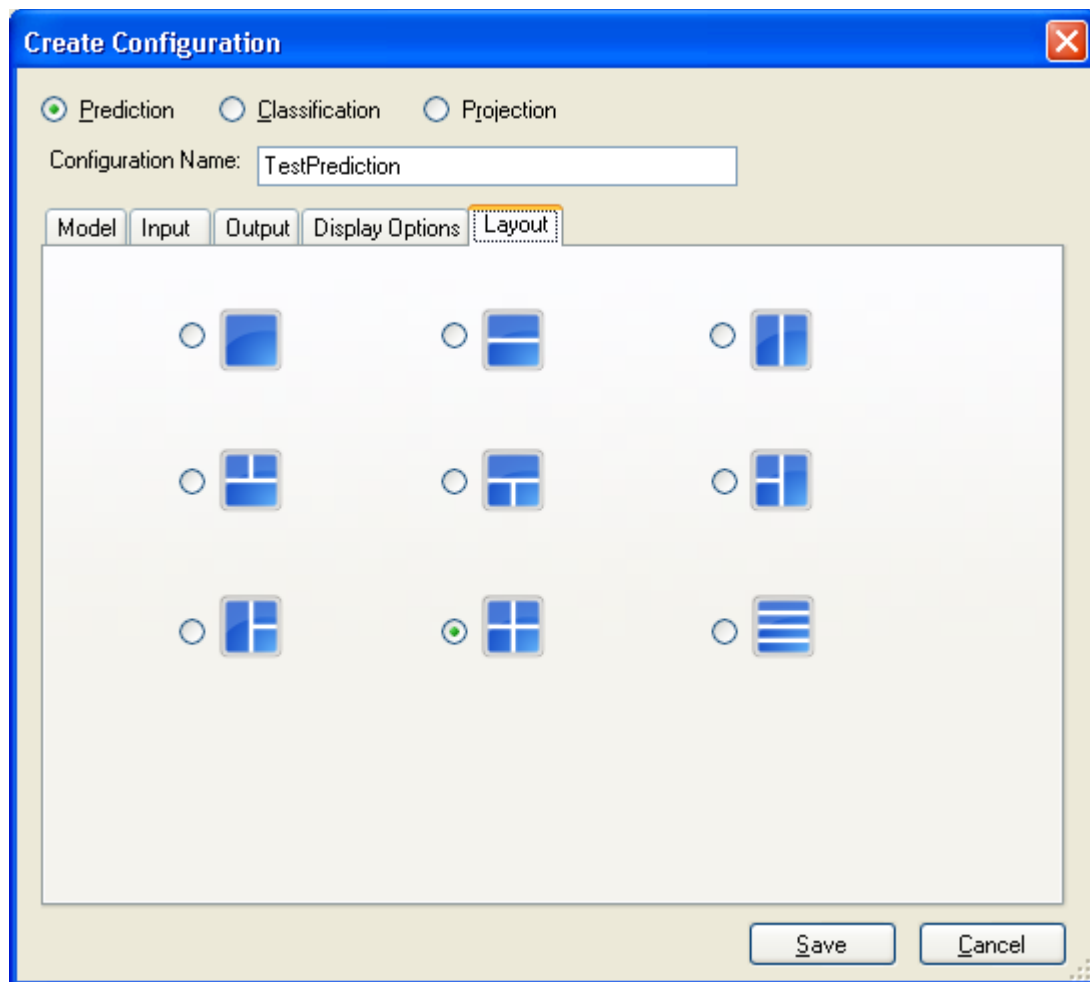 Create Configuration
Prediction Classification Projection
Configuration Name: TestPrediction
Model Input Output Display Options Layout
Save Cancel